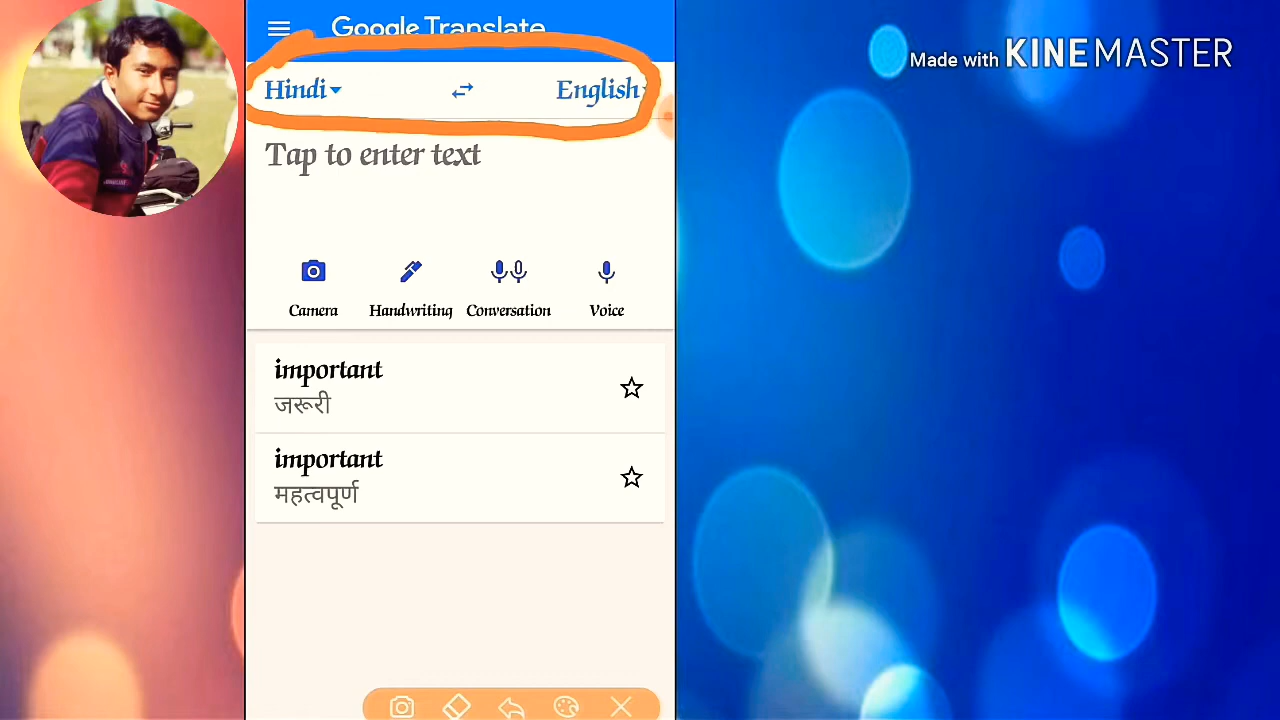 Google Translate
Made with KINEMASTER
Hindi
English
Tap to enter text
Camera
Handwriting
Conversation
Voice
important
जरूरी
important
महत्वपूर्ण